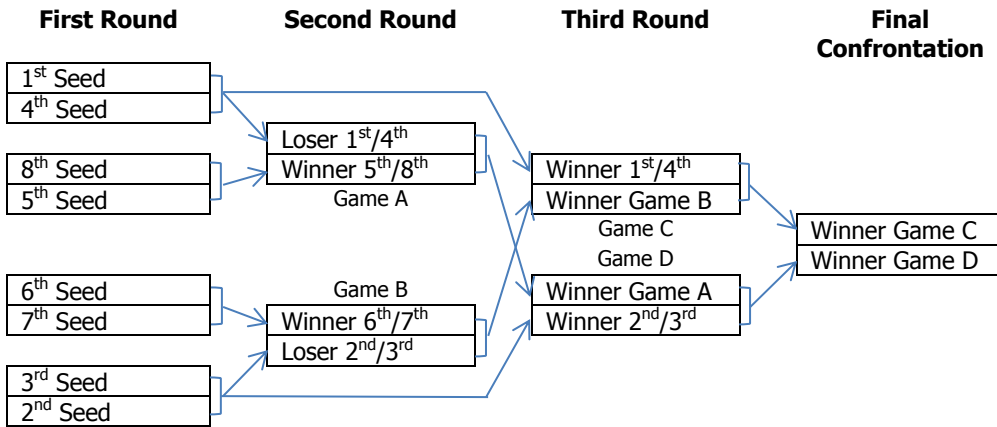 First Round
Second Round
Third Round
Final
Confrontation
1st Seed
4th Seed
8th Seed
5th Seed
6th Seed
7th Seed
3rd Seed
2nd Seed
Loser 1st/4th
Winner 5th/8th
Game A
Game B
Winner 6th/7th
Loser 2nd/3rd
Winner 1st/4th
Winner Game B
Game C
Game D
Winner Game A
Winner 2nd/3rd
Winner Game C
Winner Game D